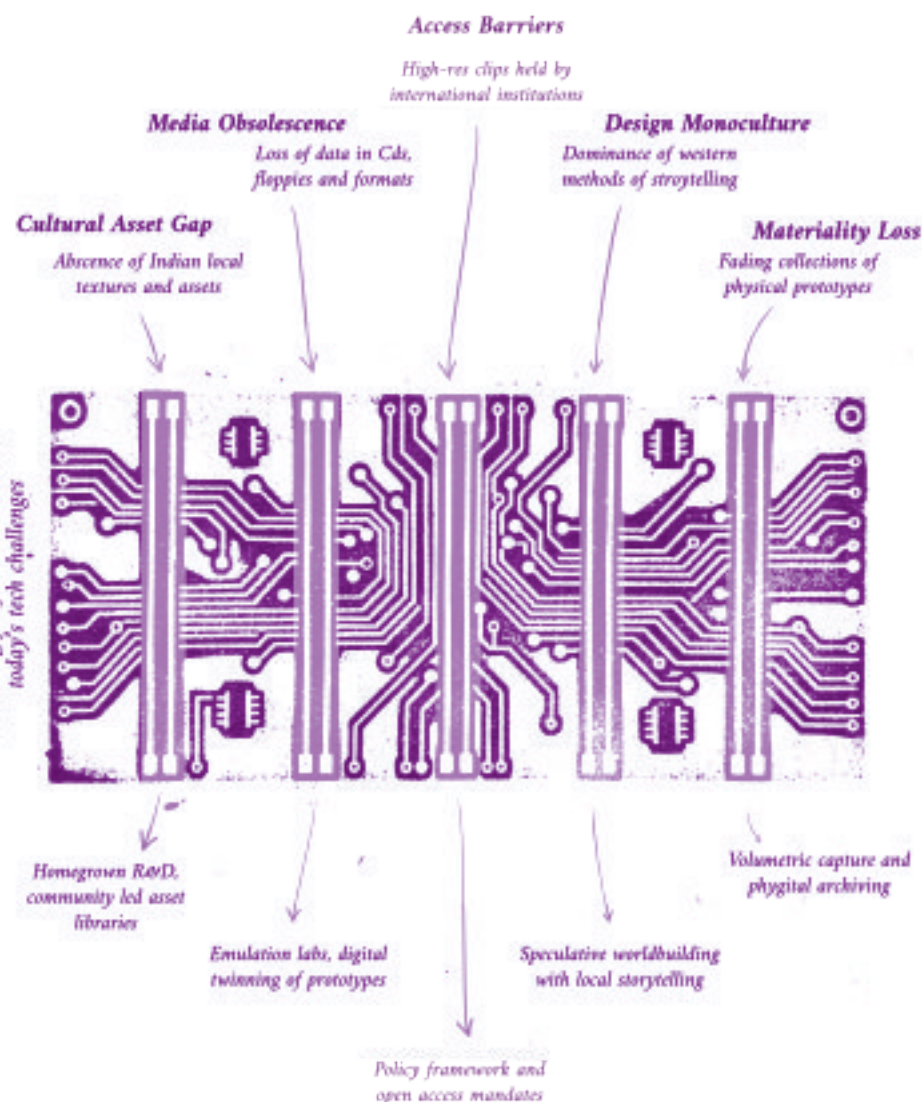 Access Barriers
High-res clips held by
international institutions
Media Obsolescence
Loss of data in Cds,
floppies and formats
Design Monoculture
Dominance of western
methods of stroytelling
Cultural Asset Gap
Abscence of Indian local
textures and assets
Materiality Loss
Fading collections of
physical prototypes
today's tech challenges
Homegrown R&D,
community led asset
libraries
Volumetric capture and
phygital archiving
Emulation labs, digital
twinning of prototypes
Speculative worldbuilding
with local storytelling
Policy framework and
open access mandates